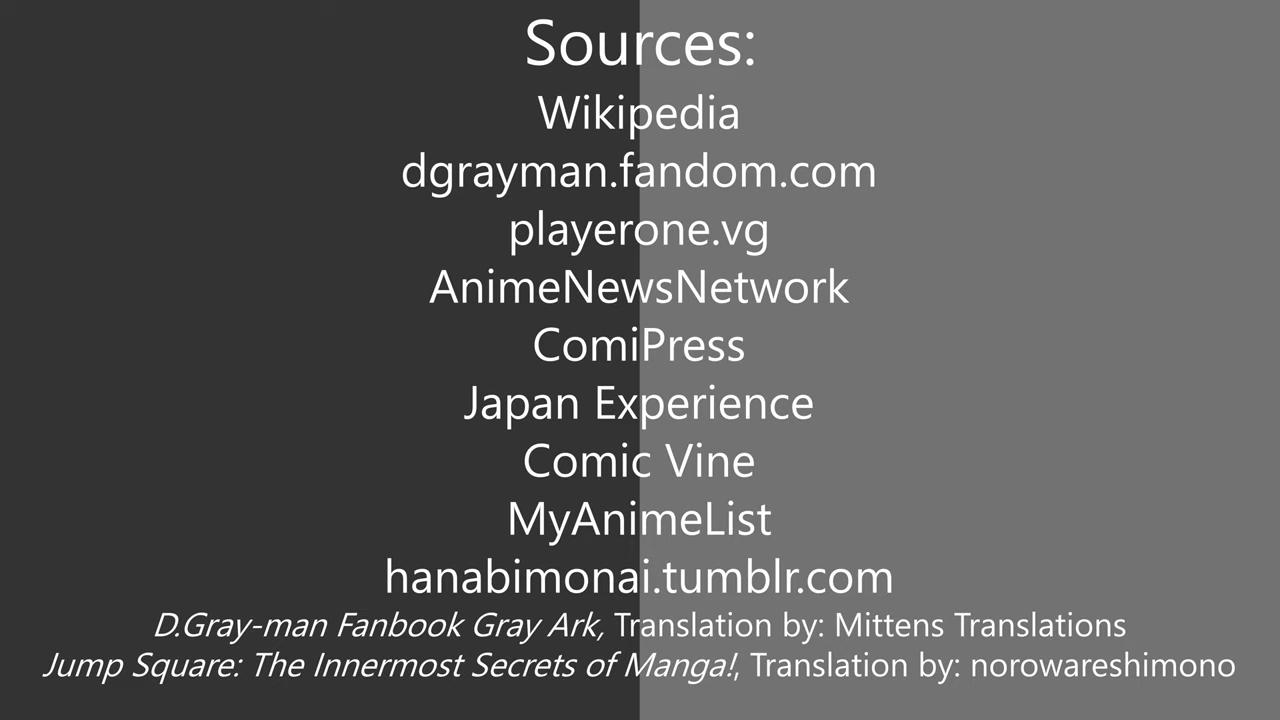 Sources:
Wikipedia
dgrayman.fandom.com
playerone.vg
AnimeNewsNetwork
ComiPress
Japan Experience
Comic Vine
MyAnimeList
hanabimonai.tumblr.com
D.Gray-man Fanbook Gray Ark, Translation by: Mittens Translations
Jump Square: The Innermost Secrets of Manga!, Translation by: norowareshimono